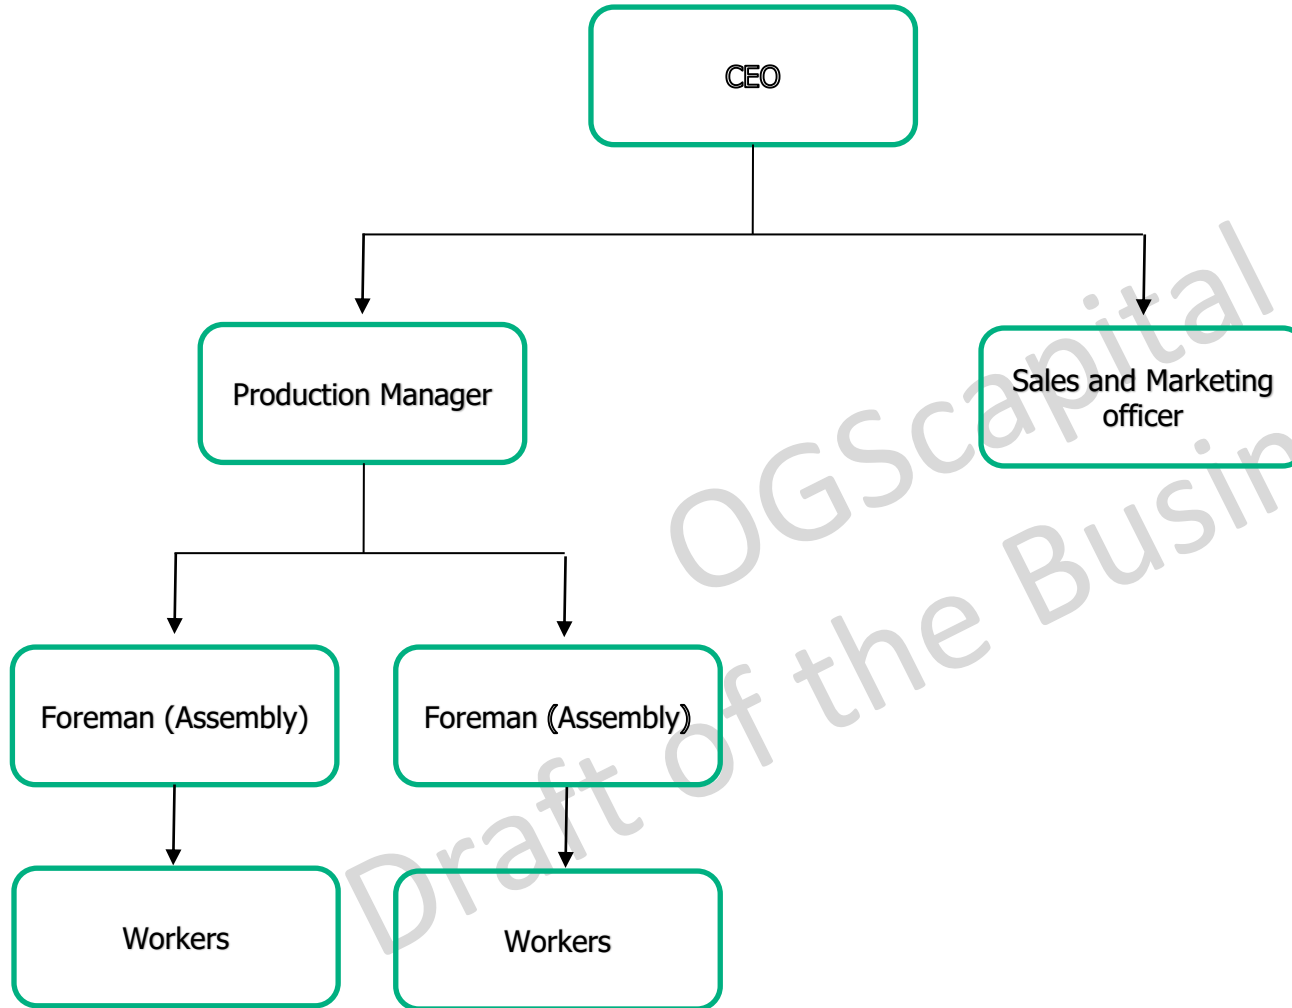 CEO
Production Manager
Sales and Marketing
officer
Foreman (Assembly)
Foreman (Assembly)
Workers
Workers
OGScapital
Draft of the Busin